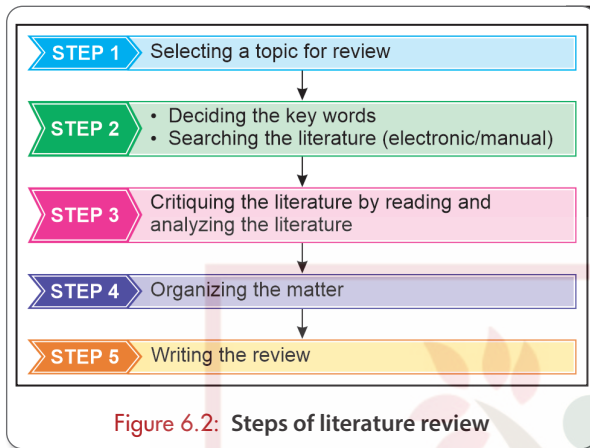 STEP 1 Selecting a topic for review
STEP 2
• Deciding the key words
• Searching the literature (electronic/manual)
STEP 3
Critiquing the literature by reading and
analyzing the literature
STEP 4 Organizing the matter
STEP 5 Writing the review
Figure 6.2: Steps of literature review